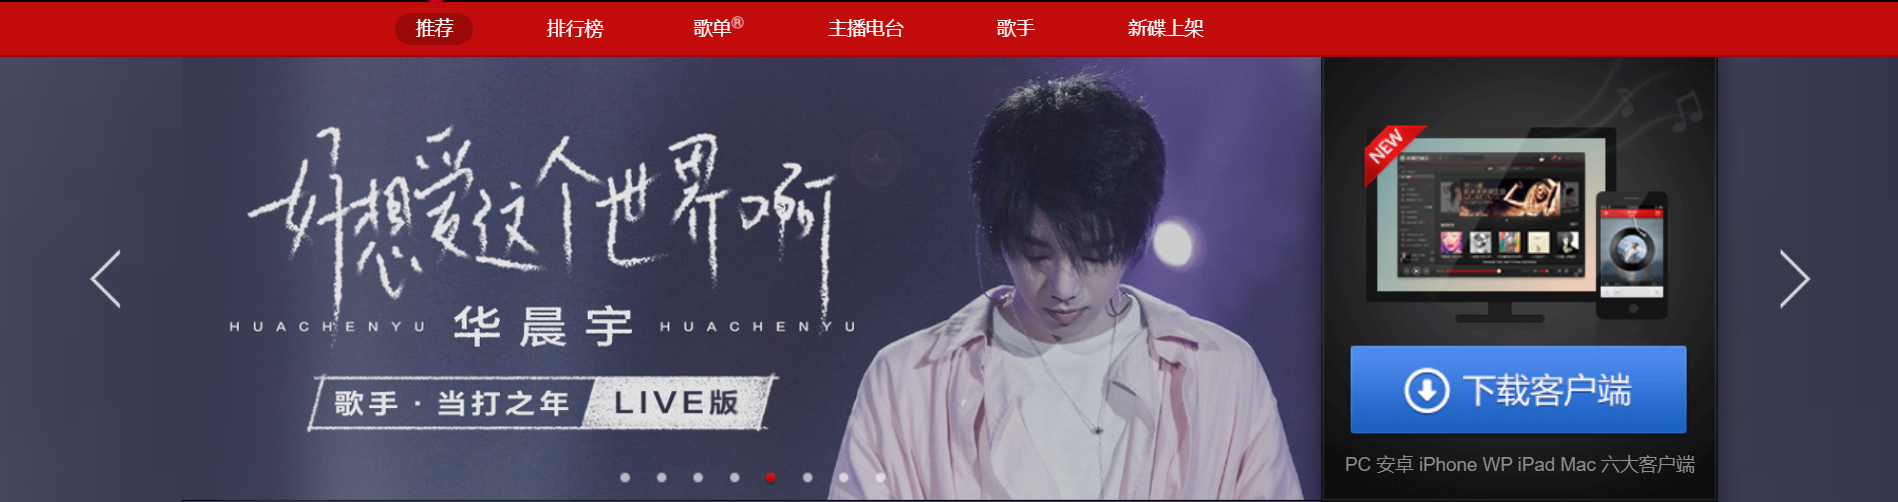 推荐 排行榜 歌单® 主播电台 歌手 新碟上架
好想爱这个世界啊
HUACHENYU 华晨宇 HUACHENYU
歌手·当打之年 LIVE版
NEW
下载客户端
PC 安卓 iPhone WP iPad Mac 六大客户端